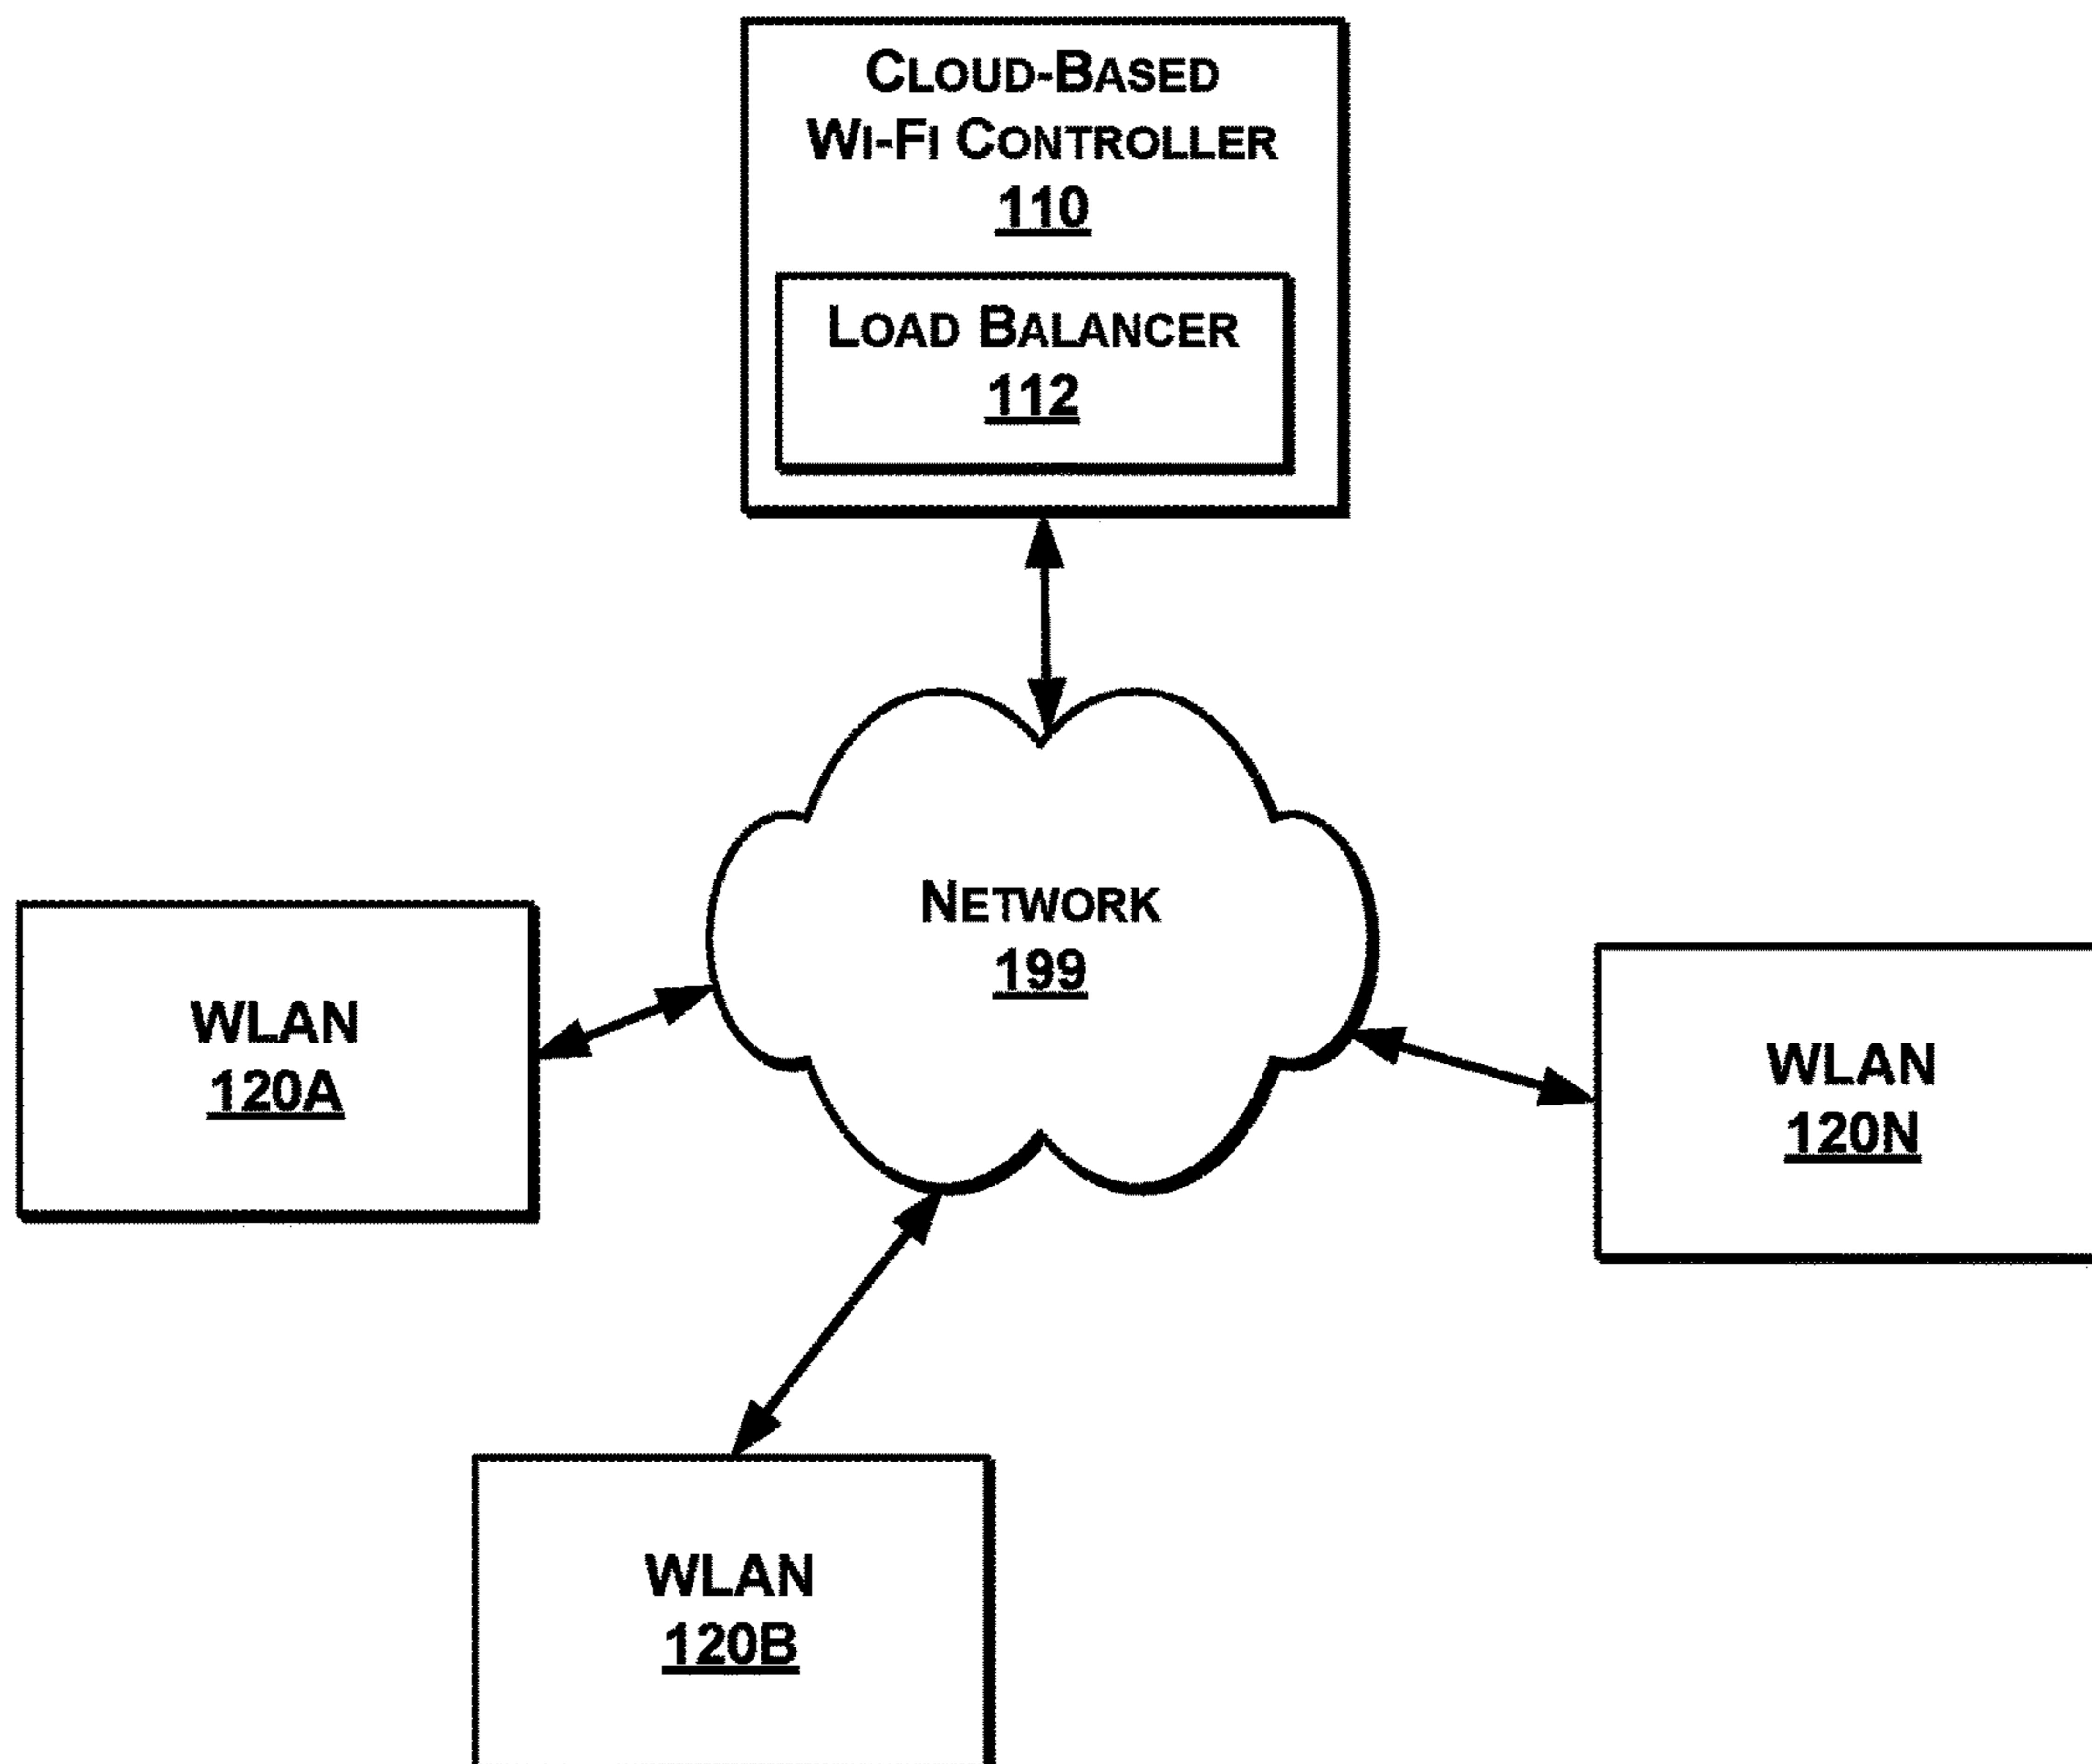 CLOUD-BASED
WI-FI CONTROLLER
110
LOAD BALANCER
112
NETWORK
199
WLAN
120A
WLAN
120N
WLAN
120B